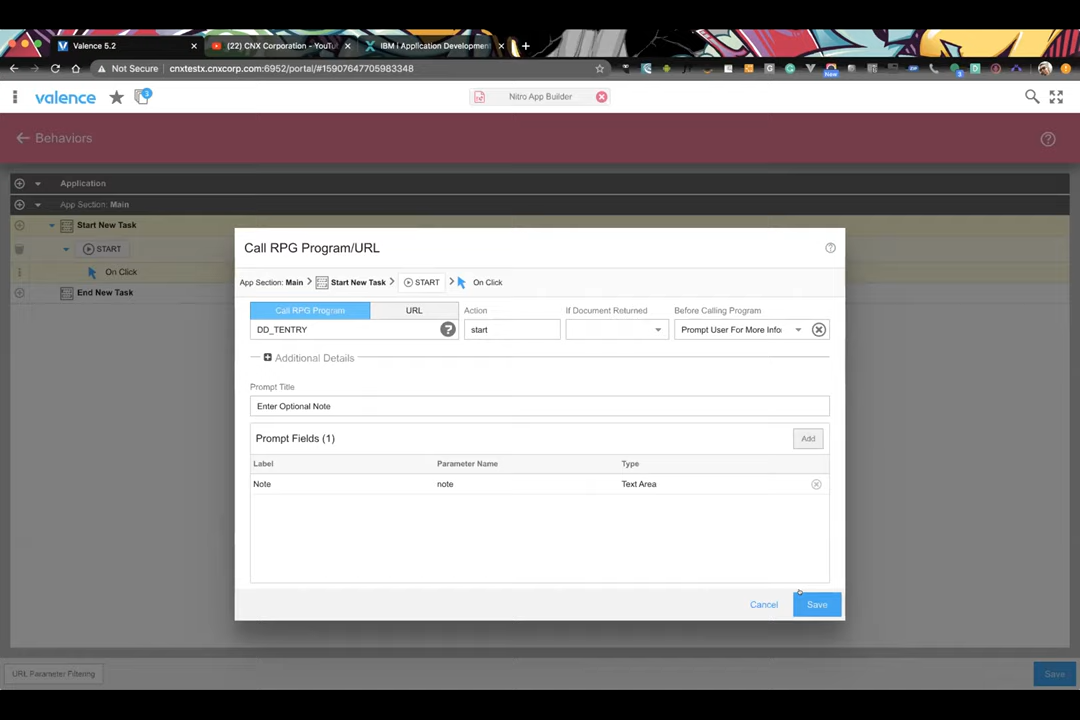 Valence 5.2
(22) CNX Corporation - YouTu
IBM i Application Developmen
Not Secure
cnxtestx.cnxcorp.com:6952/portal/#15907647705983348
New
valence
3
Nitro App Builder
Behaviors
Application
App Section: Main
Start New Task
START
On Click
End New Task
Call RPG Program/URL
App Section: Main
Start New Task
START
On Click
Call RPG Program
URL
Action
If Document Returned
Before Calling Program
DD_TENTRY
start
Prompt User For More Info
Additional Details
Prompt Title
Enter Optional Note
Prompt Fields (1)
Add
Label
Parameter Name
Type
Note
note
Text Area
Cancel
Save
URL Parameter Filtering
Save